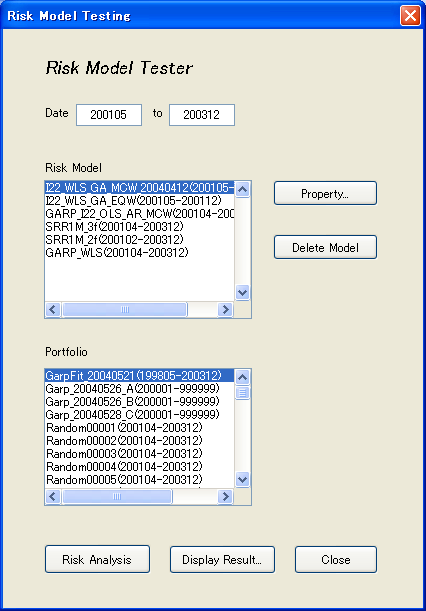 Risk Model Testing
Risk Model Tester
Date 200105 to 200312
Risk Model
I22_WLS_GA_MCW_20040412(200105-
I22_WLS_GA_EQW(200105-200112)
GARP_I22_OLS_AR_MCW(200104-200
SRR1M_3f(200104-200312)
SRR1M_2f(200102-200312)
GARP_WLS(200104-200312)
Property...
Delete Model
Portfolio
GarpFit_20040521(199805-200312)
Garp_20040526_A(200001-999999)
Garp_20040526_B(200001-999999)
Garp_20040528_C(200001-999999)
Random00001(200104-200312)
Random00002(200104-200312)
Random00003(200104-200312)
Random00004(200104-200312)
Random00005(200104-200312)
Risk Analysis
Display Result...
Close